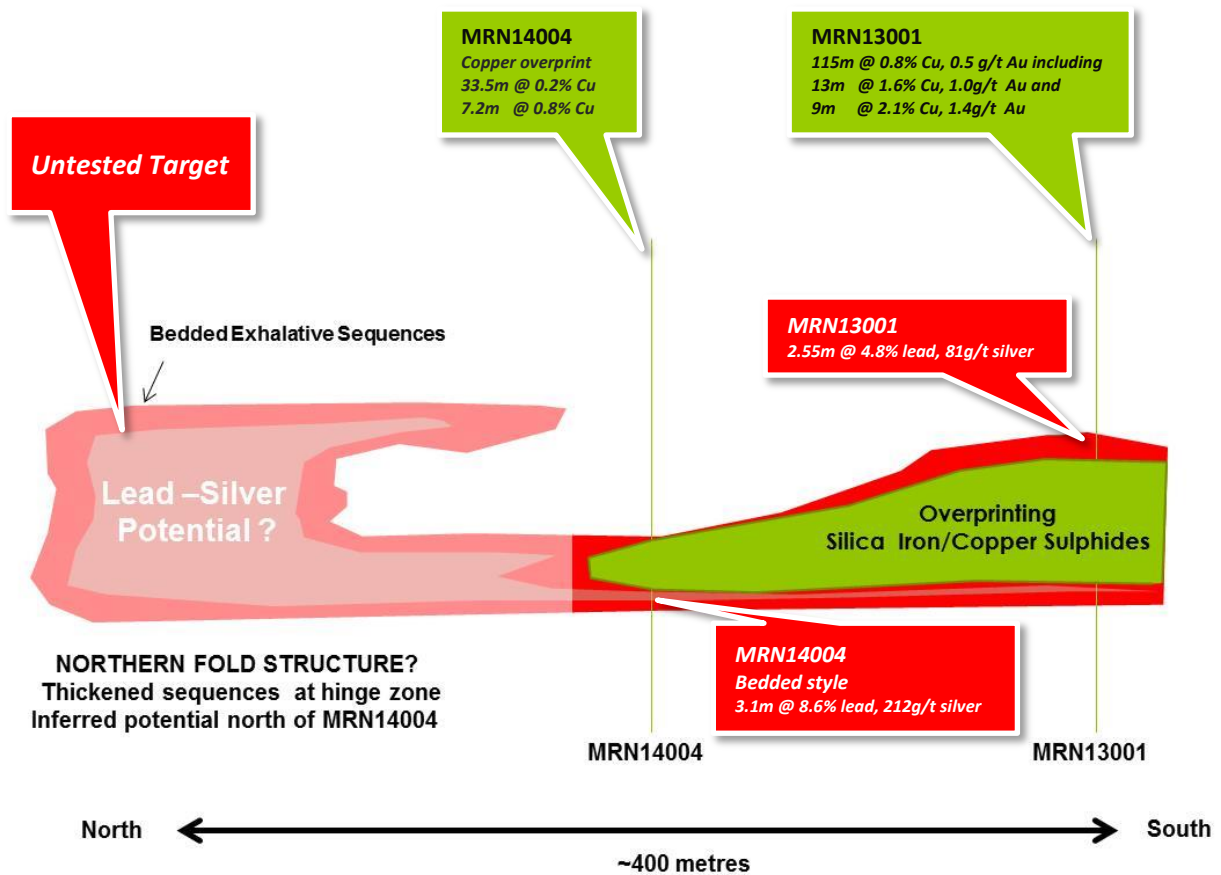 MRN14004
Copper overprint
33.5m @ 0.2% Cu
7.2m @ 0.8% Cu
MRN13001
115m @ 0.8% Cu, 0.5 g/t Au including
13m @ 1.6% Cu, 1.0g/t Au and
9m @ 2.1% Cu, 1.4g/t Au
Untested Target
Bedded Exhalative Sequences
MRN13001
2.55m @ 4.8% lead, 81g/t silver
Lead –Silver
Potential ?
Overprinting
Silica Iron/Copper Sulphides
NORTHERN FOLD STRUCTURE?
Thickened sequences at hinge zone
Inferred potential north of MRN14004
MRN14004
Bedded style
3.1m @ 8.6% lead, 212g/t silver
MRN14004
MRN13001
North
South
~400 metres